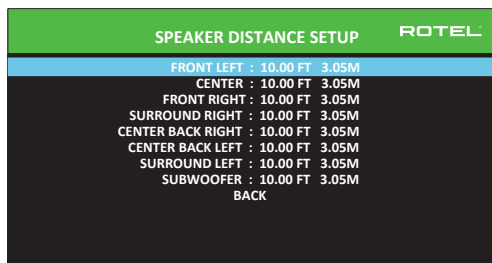 SPEAKER DISTANCE SETUP
ROTEL
FRONT LEFT : 10.00 FT 3.05M
CENTER : 10.00 FT 3.05M
FRONT RIGHT : 10.00 FT 3.05M
SURROUND RIGHT : 10.00 FT 3.05M
CENTER BACK RIGHT : 10.00 FT 3.05M
CENTER BACK LEFT : 10.00 FT 3.05M
SURROUND LEFT : 10.00 FT 3.05M
SUBWOOFER : 10.00 FT 3.05M
BACK